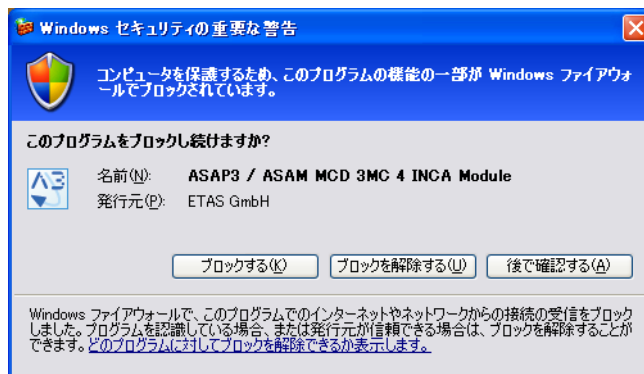 Windows セキュリティの重要な警告
コンピュータを保護するため、このプログラムの機能の一部が Windows ファイアウォ
ールでブロックされています。
このプログラムをブロックし続けますか?
名前(N): ASAP3 / ASAM MCD 3MC 4 INCA Module
発行元(P): ETAS GmbH
ブロックする(K) ブロックを解除する(U) 後で確認する(A)
Windows ファイアウォールで、このプログラムでのインターネットやネットワークからの接続の受信をブロック
しました。プログラムを認識している場合、または発行元が信頼できる場合は、ブロックを解除することが
できます。どのプログラムに対してブロックを解除できるか表示します。